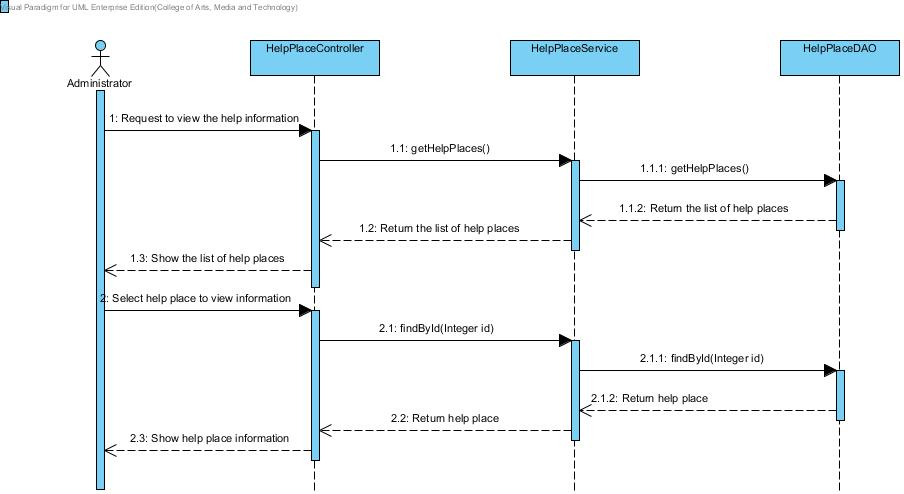 Visual Paradigm for UML Enterprise Edition(College of Arts, Media and Technology)
HelpPlaceController
HelpPlaceService
HelpPlaceDAO
Administrator
1: Request to view the help information
1.1: getHelpPlaces()
1.1.1: getHelpPlaces()
1.1.2: Return the list of help places
1.2: Return the list of help places
1.3: Show the list of help places
2: Select help place to view information
2.1: findById(Integer id)
2.1.1: findById(Integer id)
2.1.2: Return help place
2.2: Return help place
2.3: Show help place information